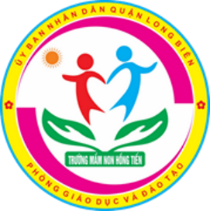 ỦY BAN NHÂN DÂN QUẬN LONG BIÊN
TRƯỜNG MẦM NON HỒNG TIẾN
PHÒNG GIÁO DỤC VÀ ĐÀO TẠO